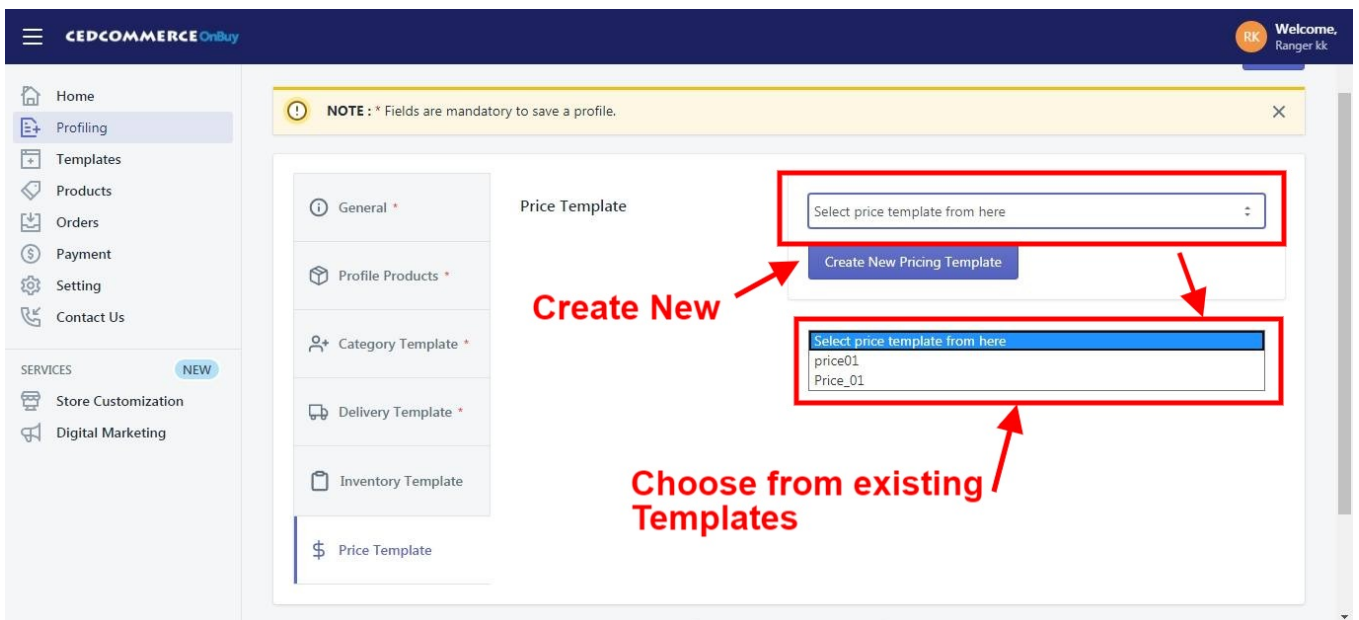 CEDCOMMERCE OnBuy
RK
Welcome,
Ranger kk
Home
Profiling
Templates
Products
Orders
Payment
Setting
Contact Us
SERVICES
NEW
Store Customization
Digital Marketing
NOTE : * Fields are mandatory to save a profile.
General *
Profile Products *
Category Template *
Delivery Template *
Inventory Template
Price Template
Price Template
Select price template from here
Create New Pricing Template
Create New
Select price template from here
price01
Price_01
Choose from existing
Templates